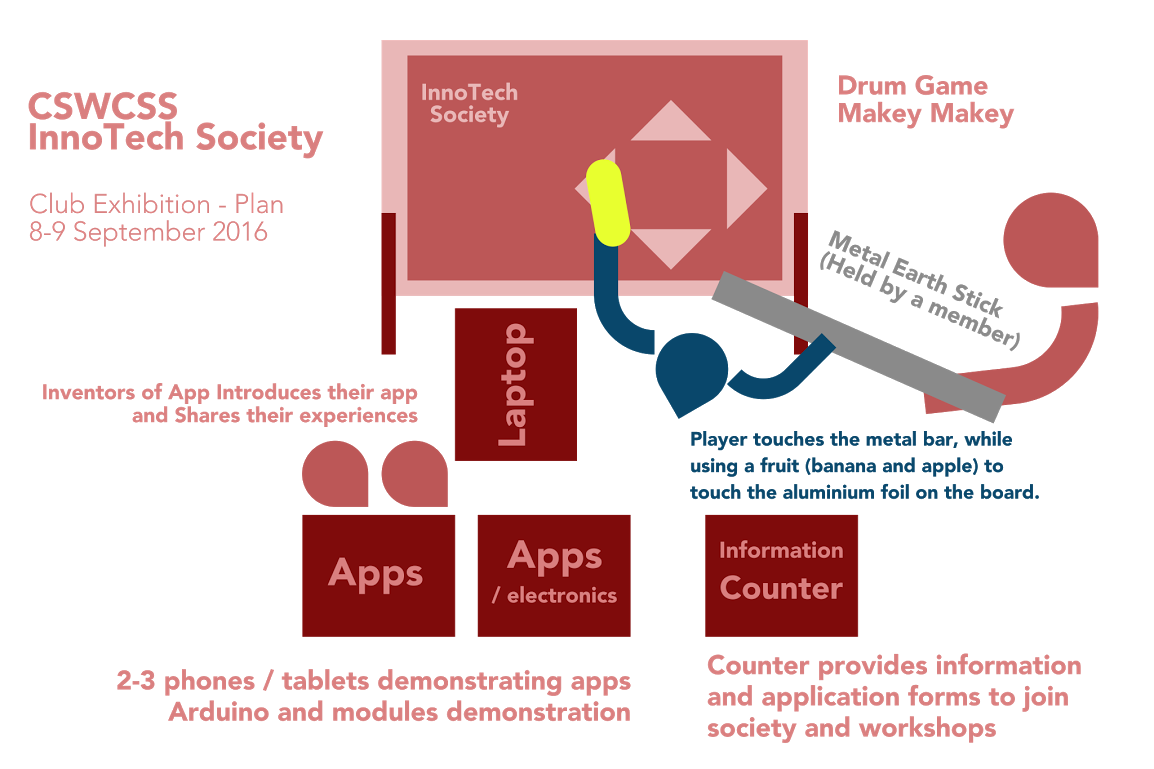 CSWCSS
InnoTech Society
Club Exhibition - Plan
8-9 September 2016
InnoTech
Society
Drum Game
Makey Makey
Metal Earth Stick
(Held by a member)
Laptop
Inventors of App Introduces their app
and Shares their experiences
Player touches the metal bar, while
using a fruit (banana and apple) to
touch the aluminium foil on the board.
Apps
Apps
/ electronics
Information
Counter
2-3 phones / tablets demonstrating apps
Arduino and modules demonstration
Counter provides information
and application forms to join
society and workshops